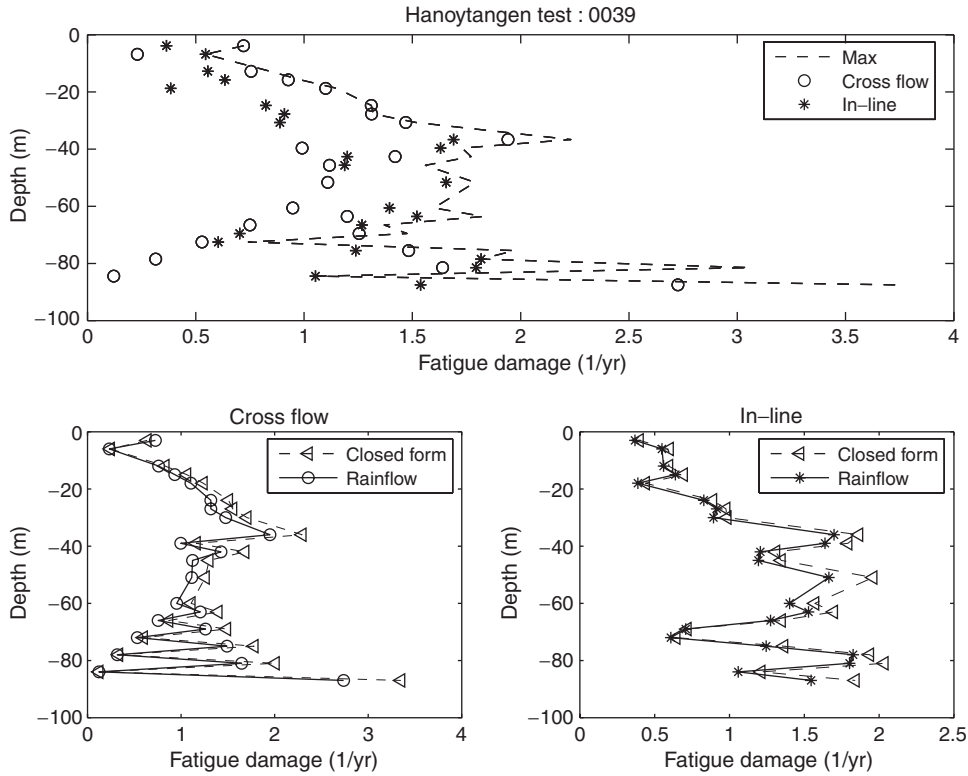 Hanoytangen test : 0039
0
−20
−40
−60
−80
−100
Depth (m)
Max
Cross flow
In−line
0 0.5 1 1.5 2 2.5 3 3.5 4
Fatigue damage (1/yr)
Cross flow
0
−20
−40
−60
−80
−100
Depth (m)
Closed form
Rainflow
0 1 2 3 4
Fatigue damage (1/yr)
In−line
0
−20
−40
−60
−80
−100
Depth (m)
Closed form
Rainflow
0 0.5 1 1.5 2 2.5
Fatigue damage (1/yr)